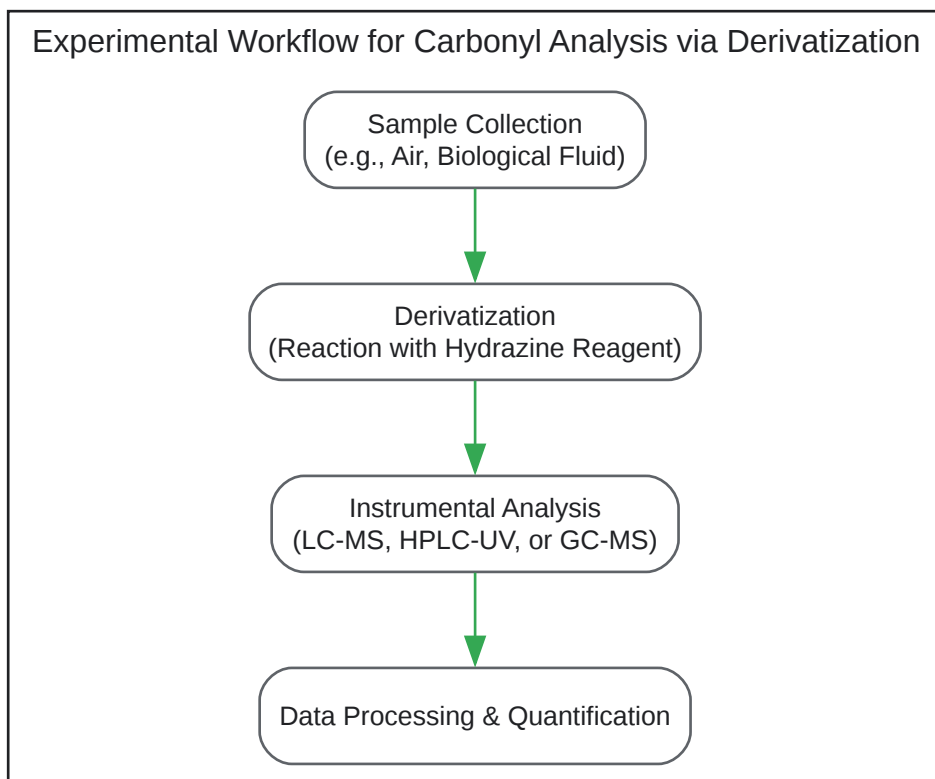 Experimental Workflow for Carbonyl Analysis via Derivatization
Sample Collection
(e.g., Air, Biological Fluid)
Derivatization
(Reaction with Hydrazine Reagent)
Instrumental Analysis
(LC-MS, HPLC-UV, or GC-MS)
Data Processing & Quantification